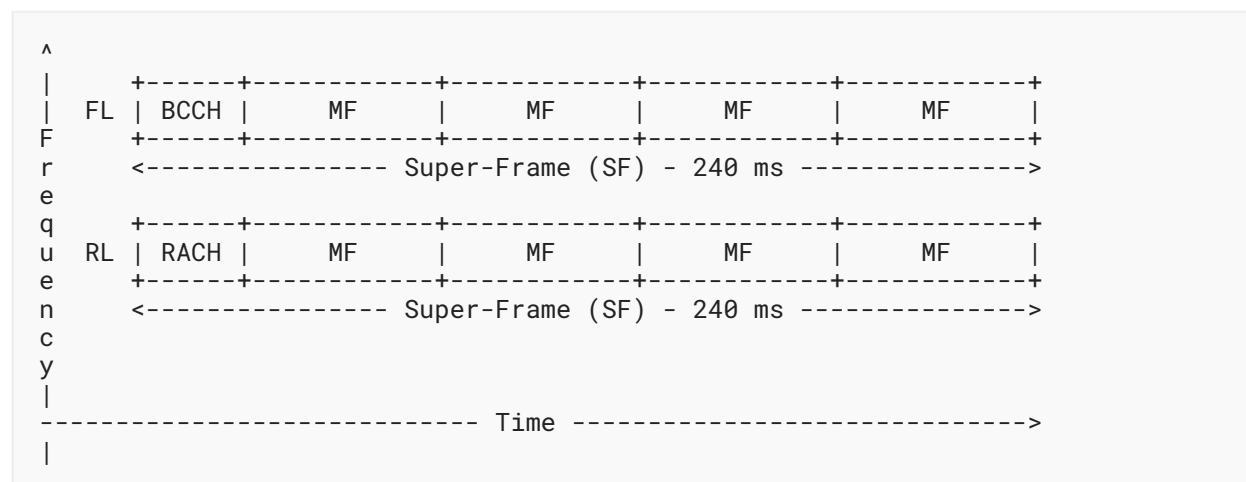 ^
|     +------+------------+------------+------------+------------+
|  FL | BCCH |     MF     |     MF     |     MF     |     MF     |
F     +------+------------+------------+------------+------------+
r     <---------------- Super-Frame (SF) - 240 ms --------------->
e
q     +------+------------+------------+------------+------------+
u  RL | RACH |     MF     |     MF     |     MF     |     MF     |
e     +------+------------+------------+------------+------------+
n     <---------------- Super-Frame (SF) - 240 ms --------------->
c
y
|
----------------------------- Time ------------------------------>
|